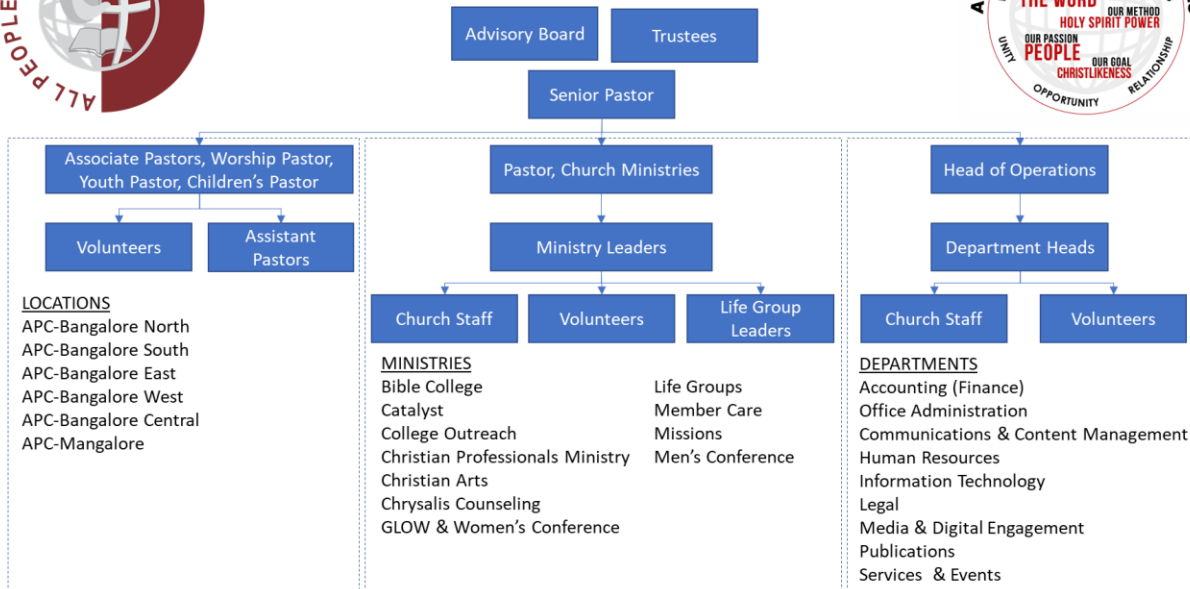 ALL PEOPLE
Advisory Board
Trustees
THE WORD
OUR METHOD
HOLY SPIRIT POWER
OUR PASSION
PEOPLE
OUR GOAL
CHRISTLIKENESS
UNITY
OPPORTUNITY
RELATIONSHIP
Senior Pastor
Associate Pastors, Worship Pastor,
Youth Pastor, Children’s Pastor
Volunteers
Assistant
Pastors
LOCATIONS
APC-Bangalore North
APC-Bangalore South
APC-Bangalore East
APC-Bangalore West
APC-Bangalore Central
APC-Mangalore
Pastor, Church Ministries
Ministry Leaders
Church Staff
Volunteers
Life Group
Leaders
MINISTRIES
Bible College
Catalyst
College Outreach
Christian Professionals Ministry
Christian Arts
Chrysalis Counseling
GLOW & Women’s Conference
Life Groups
Member Care
Missions
Men’s Conference
Head of Operations
Department Heads
Church Staff
Volunteers
DEPARTMENTS
Accounting (Finance)
Office Administration
Communications & Content Management
Human Resources
Information Technology
Legal
Media & Digital Engagement
Publications
Services & Events